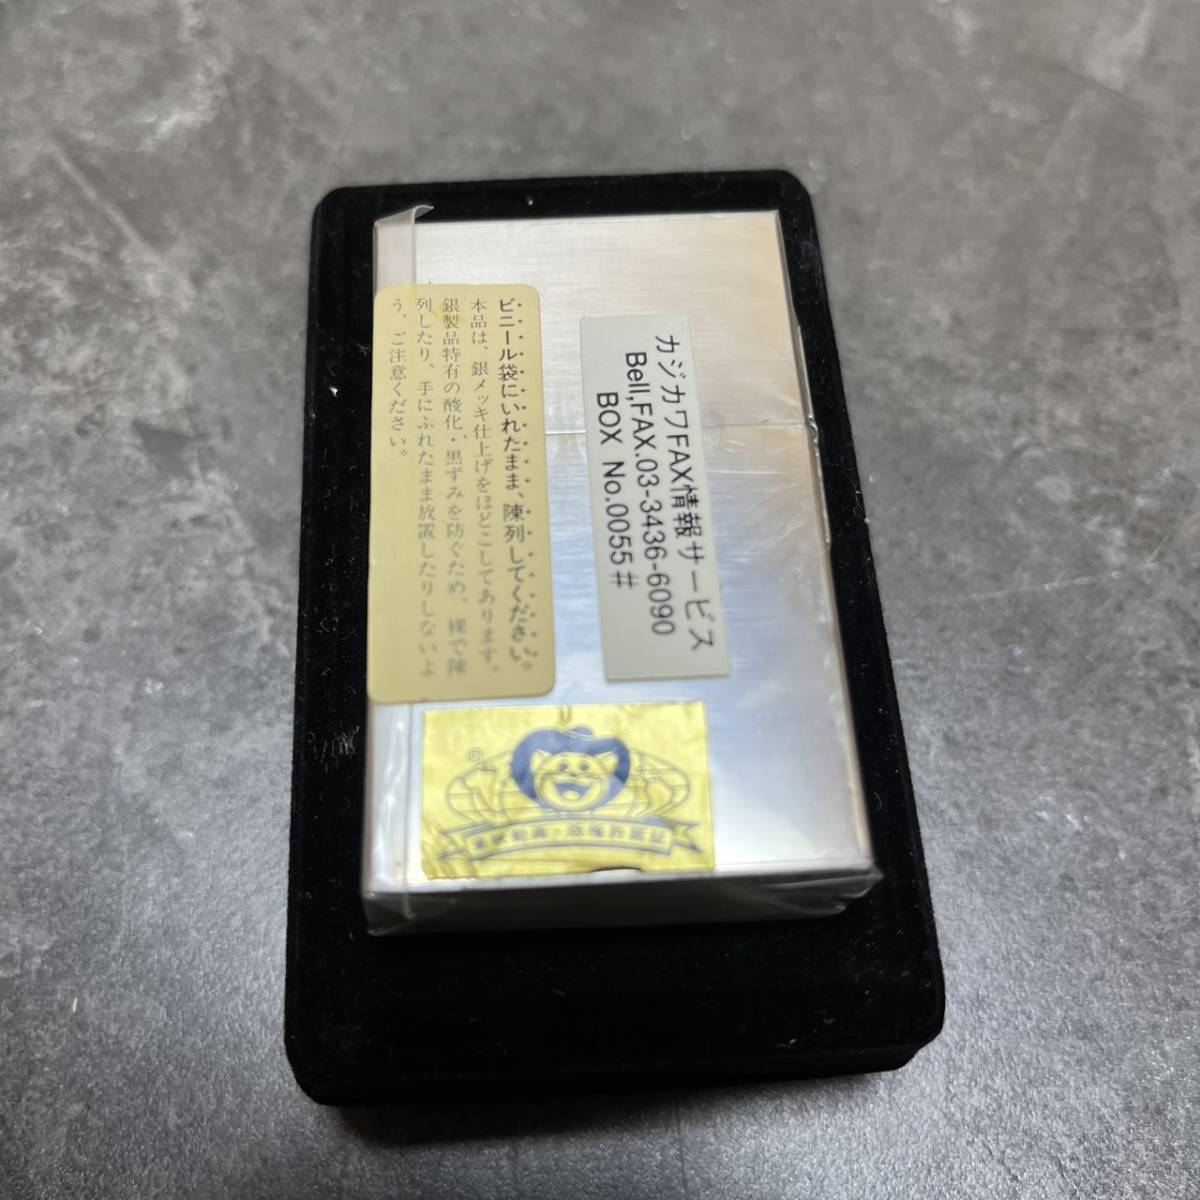 ビニール袋にいれたまま、陳列してください。
本品は、銀メッキ仕上げをほどこしてあります。
銀製品特有の酸化・黒ずみを防ぐため、裸で陳
列したり、手にふれたまま放置したりしないよ
う、ご注意ください。
カジカワFAX情報サービス
Bell,FAX.03-3436-6090
BOX No.0055#
®